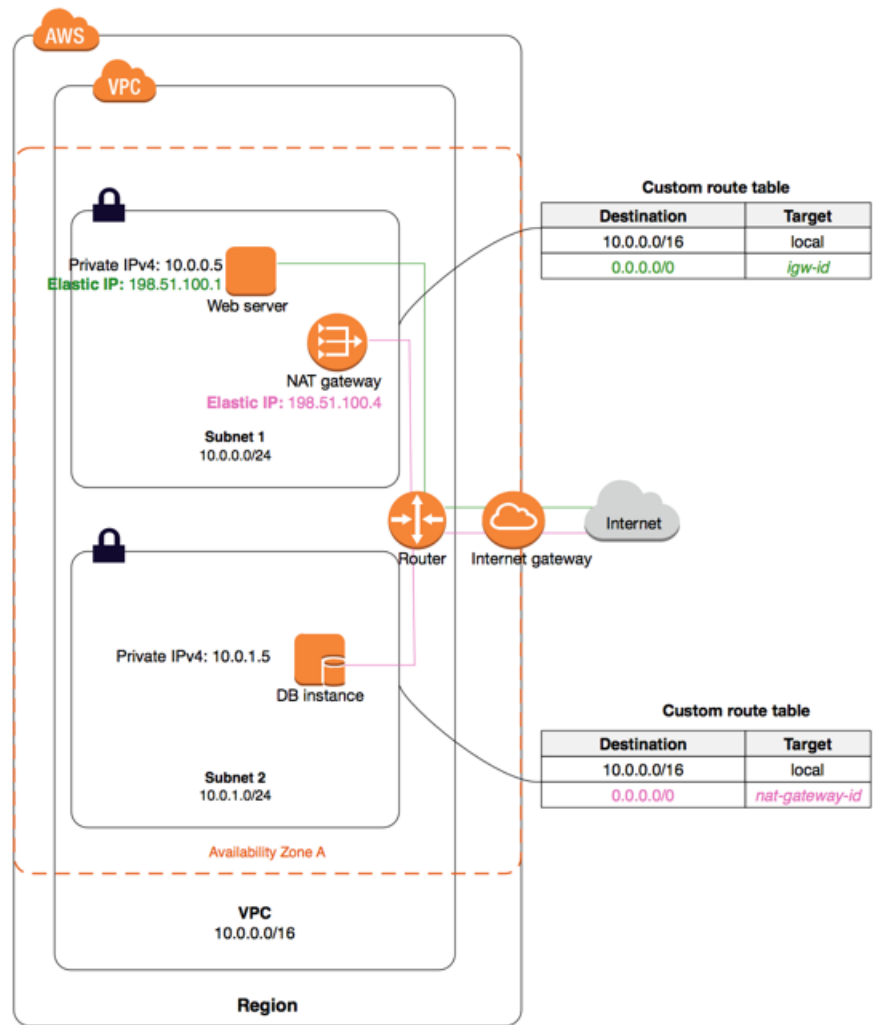 AWS
VPC
Custom route table
Destination Target
10.0.0.0/16 local
0.0.0.0/0 igw-id
Private IPv4: 10.0.0.5
Elastic IP: 198.51.100.1
Web server
NAT gateway
Elastic IP: 198.51.100.4
Subnet 1
10.0.0.0/24
Router
Internet gateway
Internet
Private IPv4: 10.0.1.5
DB instance
Subnet 2
10.0.1.0/24
Custom route table
Destination Target
10.0.0.0/16 local
0.0.0.0/0 nat-gateway-id
Availability Zone A
VPC
10.0.0.0/16
Region